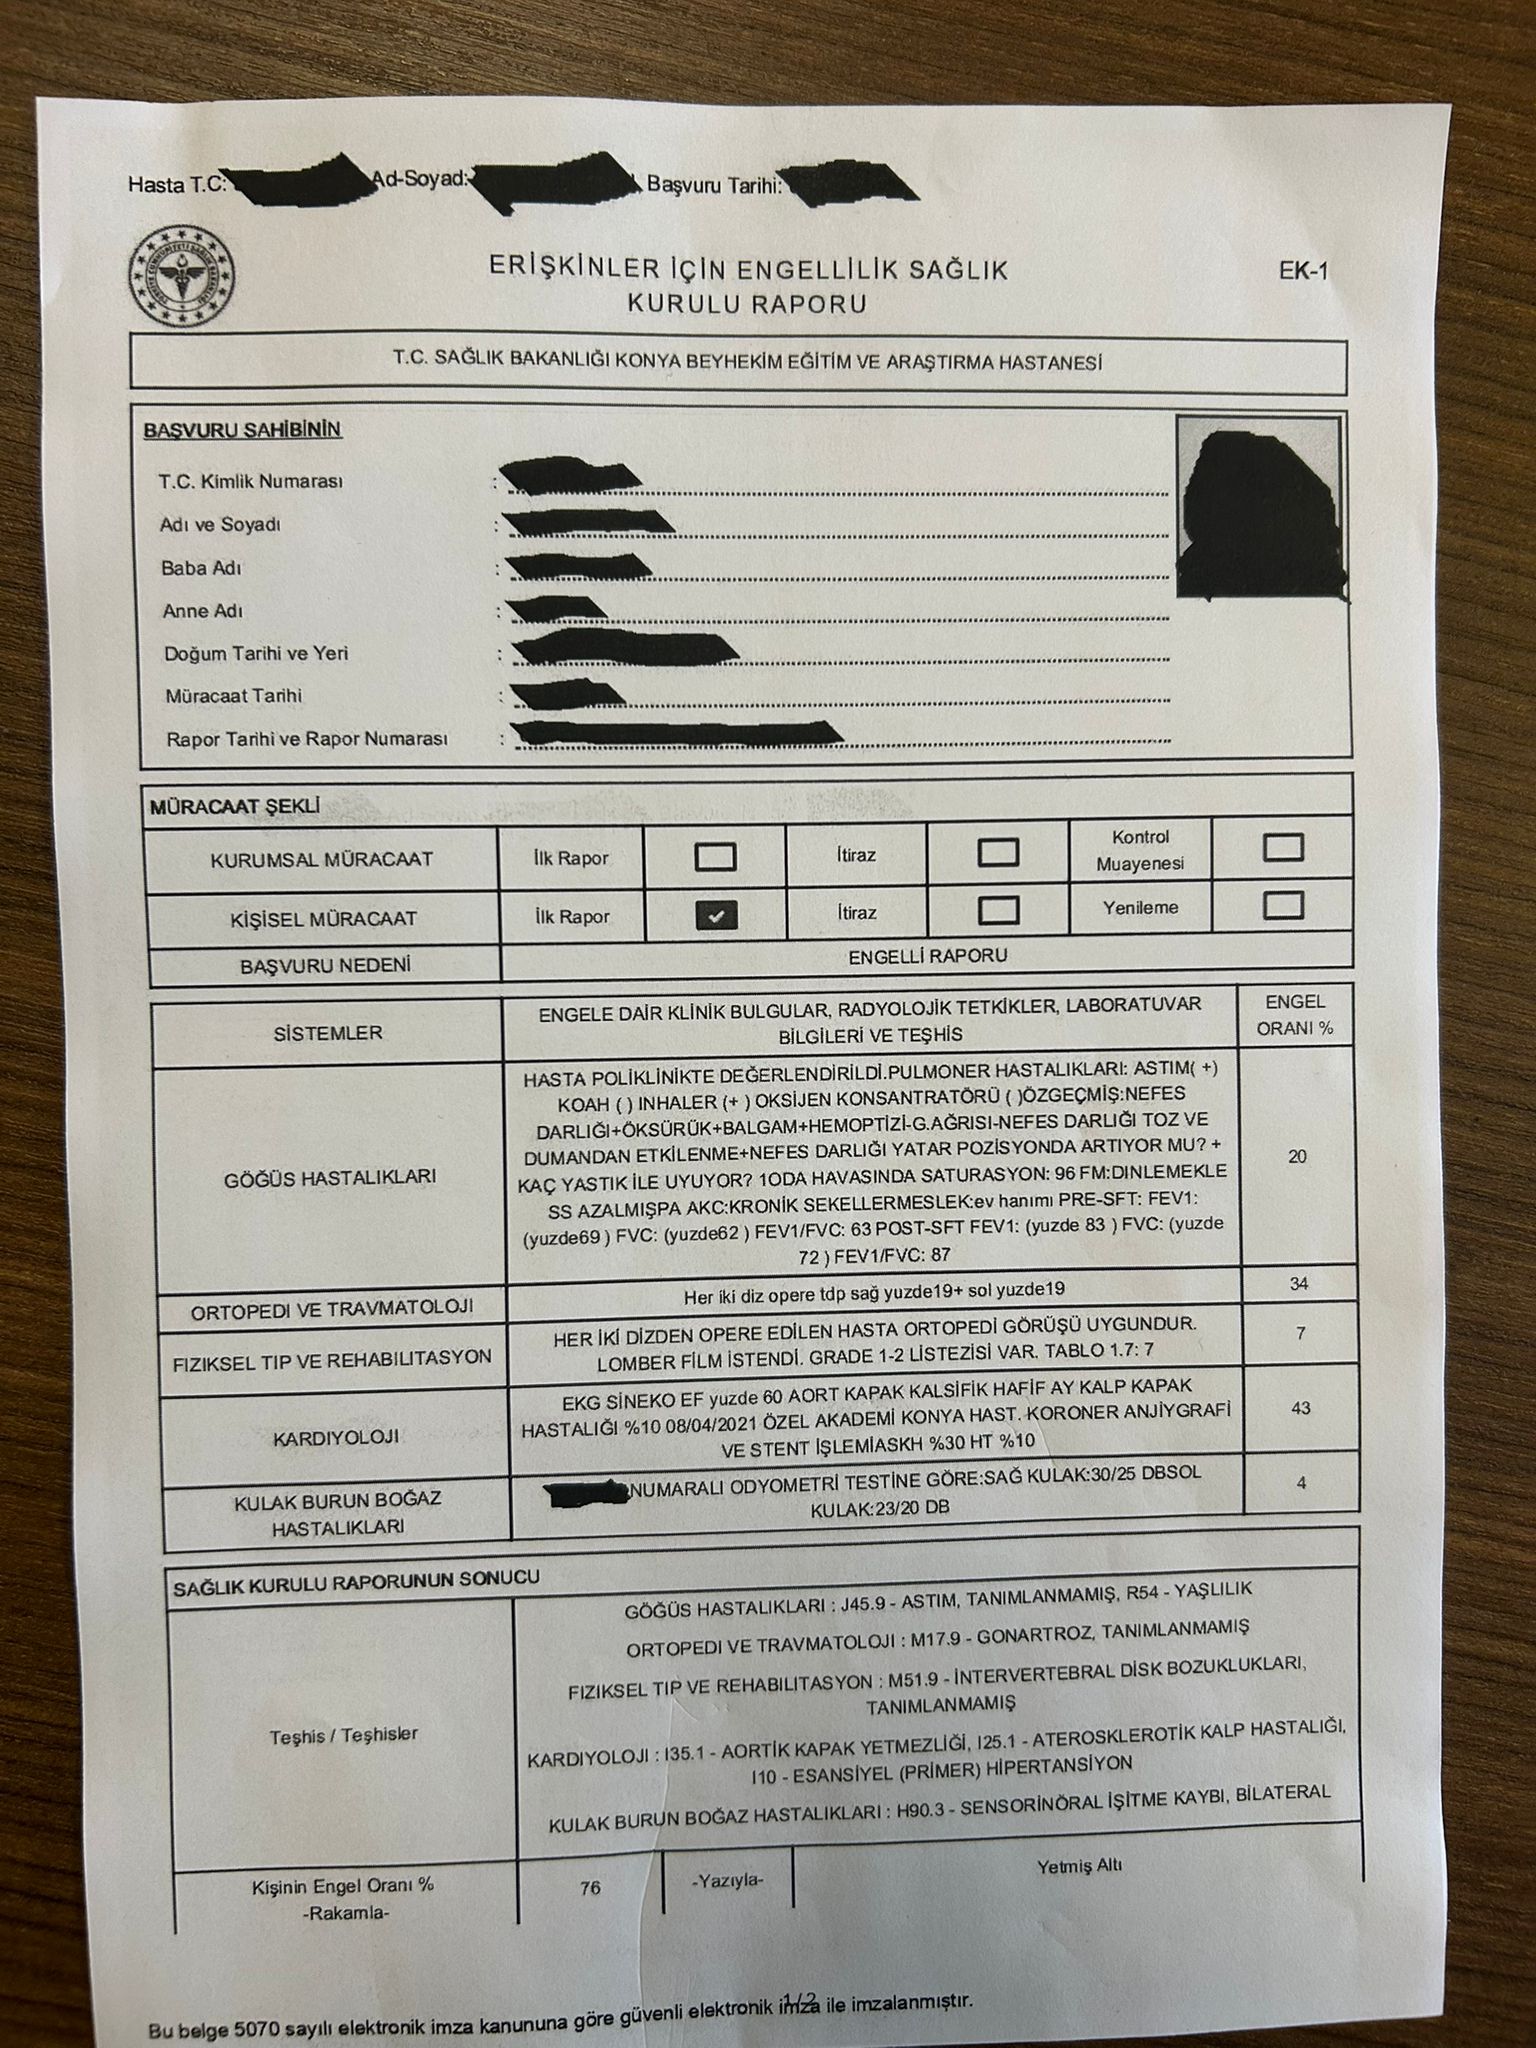 Hasta T.C: Ad-Soyad: Başvuru Tarihi:
ERİŞKİNLER İÇİN ENGELLİLİK SAĞLIK
KURULU RAPORU
EK-1
T.C. SAĞLIK BAKANLIĞI KONYA BEYHEKİM EĞİTİM VE ARAŞTIRMA HASTANESİ
BAŞVURU SAHİBİNİN
T.C. Kimlik Numarası :
Adı ve Soyadı :
Baba Adı :
Anne Adı :
Doğum Tarihi ve Yeri :
Müracaat Tarihi :
Rapor Tarihi ve Rapor Numarası :
MÜRACAAT ŞEKLİ
KURUMSAL MÜRACAAT İlk Rapor İtiraz Kontrol
Muayenesi
KİŞİSEL MÜRACAAT İlk Rapor İtiraz Yenileme
BAŞVURU NEDENİ ENGELLİ RAPORU
SİSTEMLER
ENGELE DAİR KLİNİK BULGULAR, RADYOLOJİK TETKİKLER, LABORATUVAR
BİLGİLERİ VE TEŞHİS
ENGEL
ORANI %
GÖĞÜS HASTALIKLARI
HASTA POLİKLİNİKTE DEĞERLENDİRİLDİ.PULMONER HASTALIKLARI: ASTIM( +)
KOAH ( ) INHALER (+ ) OKSİJEN KONSANTRATÖRÜ ( )ÖZGEÇMİŞ:NEFES
DARLIĞI+ÖKSÜRÜK+BALGAM+HEMOPTİZİ-G.AĞRISI-NEFES DARLIĞI TOZ VE
DUMANDAN ETKİLENME+NEFES DARLIĞI YATAR POZİSYONDA ARTIYOR MU? +
KAÇ YASTIK İLE UYUYOR? 1ODA HAVASINDA SATURASYON: 96 FM:DINLEMEKLE
SS AZALMIŞPA AKC:KRONİK SEKELLERMESLEK:ev hanımı PRE-SFT: FEV1:
(yuzde69 ) FVC: (yuzde62 ) FEV1/FVC: 63 POST-SFT FEV1: (yuzde 83 ) FVC: (yuzde
72 ) FEV1/FVC: 87
20
ORTOPEDI VE TRAVMATOLOJI Her iki diz opere tdp sağ yuzde19+ sol yuzde19 34
FIZIKSEL TIP VE REHABILITASYON
HER İKİ DİZDEN OPERE EDİLEN HASTA ORTOPEDİ GÖRÜŞÜ UYGUNDUR.
LOMBER FİLM İSTENDİ. GRADE 1-2 LİSTEZİSİ VAR. TABLO 1.7: 7
7
KARDIYOLOJI
EKG SİNEKO EF yuzde 60 AORT KAPAK KALSİFİK HAFİF AY KALP KAPAK
HASTALIĞI %10 08/04/2021 ÖZEL AKADEMİ KONYA HAST. KORONER ANJİYGRAFİ
VE STENT İŞLEMİASKH %30 HT %10
43
KULAK BURUN BOĞAZ
HASTALIKLARI
NUMARALI ODYOMETRİ TESTİNE GÖRE:SAĞ KULAK:30/25 DBSOL
KULAK:23/20 DB
4
SAĞLIK KURULU RAPORUNUN SONUCU
Teşhis / Teşhisler
GÖĞÜS HASTALIKLARI : J45.9 - ASTIM, TANIMLANMAMIŞ, R54 - YAŞLILIK
ORTOPEDI VE TRAVMATOLOJI : M17.9 - GONARTROZ, TANIMLANMAMIŞ
FIZIKSEL TIP VE REHABILITASYON : M51.9 - İNTERVERTEBRAL DİSK BOZUKLUKLARI,
TANIMLANMAMIŞ
KARDIYOLOJI : I35.1 - AORTİK KAPAK YETMEZLİĞİ, I25.1 - ATEROSKLEROTİK KALP HASTALIĞI,
I10 - ESANSİYEL (PRİMER) HİPERTANSİYON
KULAK BURUN BOĞAZ HASTALIKLARI : H90.3 - SENSORİNÖRAL İŞİTME KAYBI, BİLATERAL
Kişinin Engel Oranı %
-Rakamla-
76 -Yazıyla- Yetmiş Altı
1/2
Bu belge 5070 sayılı elektronik imza kanununa göre güvenli elektronik imza ile imzalanmıştır.